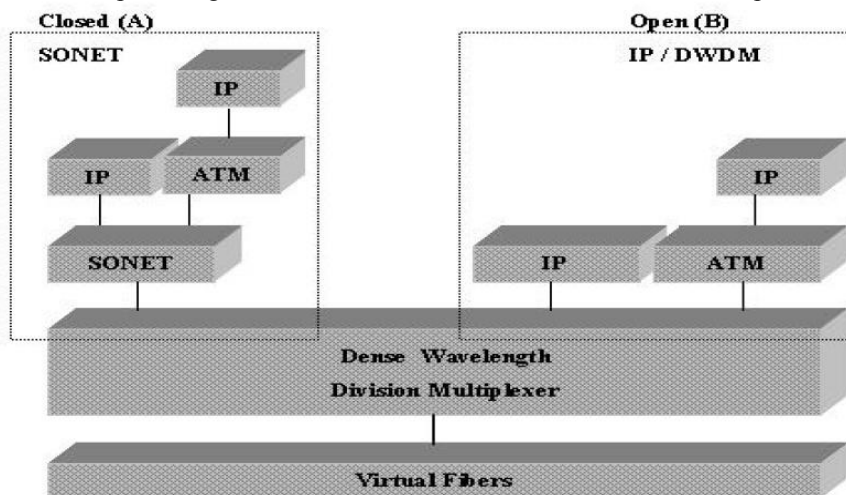 Closed (A)
Open (B)
SONET
IP / DWDM
IP
IP
ATM
IP
SONET
IP
ATM
Dense Wavelength
Division Multiplexer
Virtual Fibers